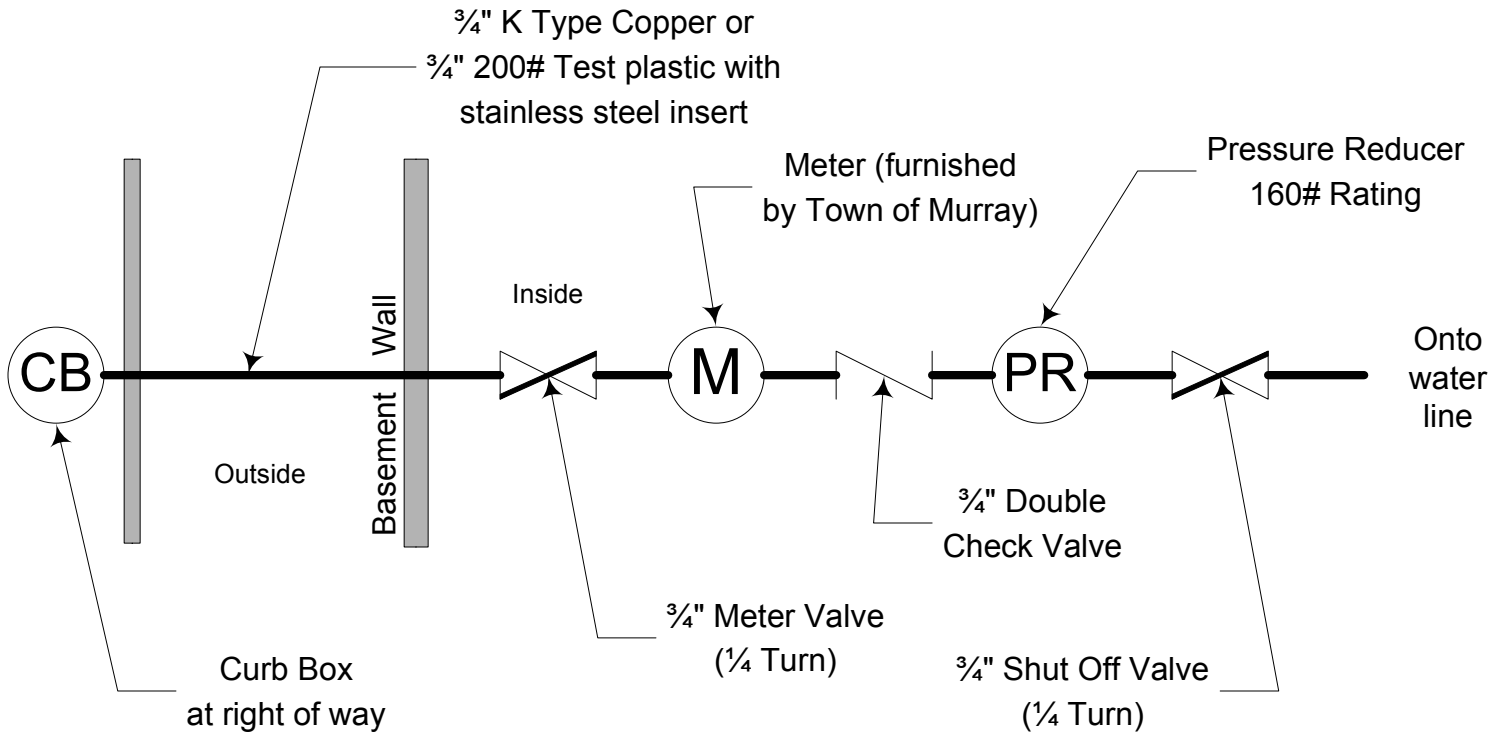 ¾" K Type Copper or
¾" 200# Test plastic with
stainless steel insert
Meter (furnished
by Town of Murray)
Pressure Reducer
160# Rating
Inside
Basement Wall
CB
M
PR
Onto
water
line
Outside
¾" Double
Check Valve
¾" Meter Valve
(¼ Turn)
Curb Box
at right of way
¾" Shut Off Valve
(¼ Turn)